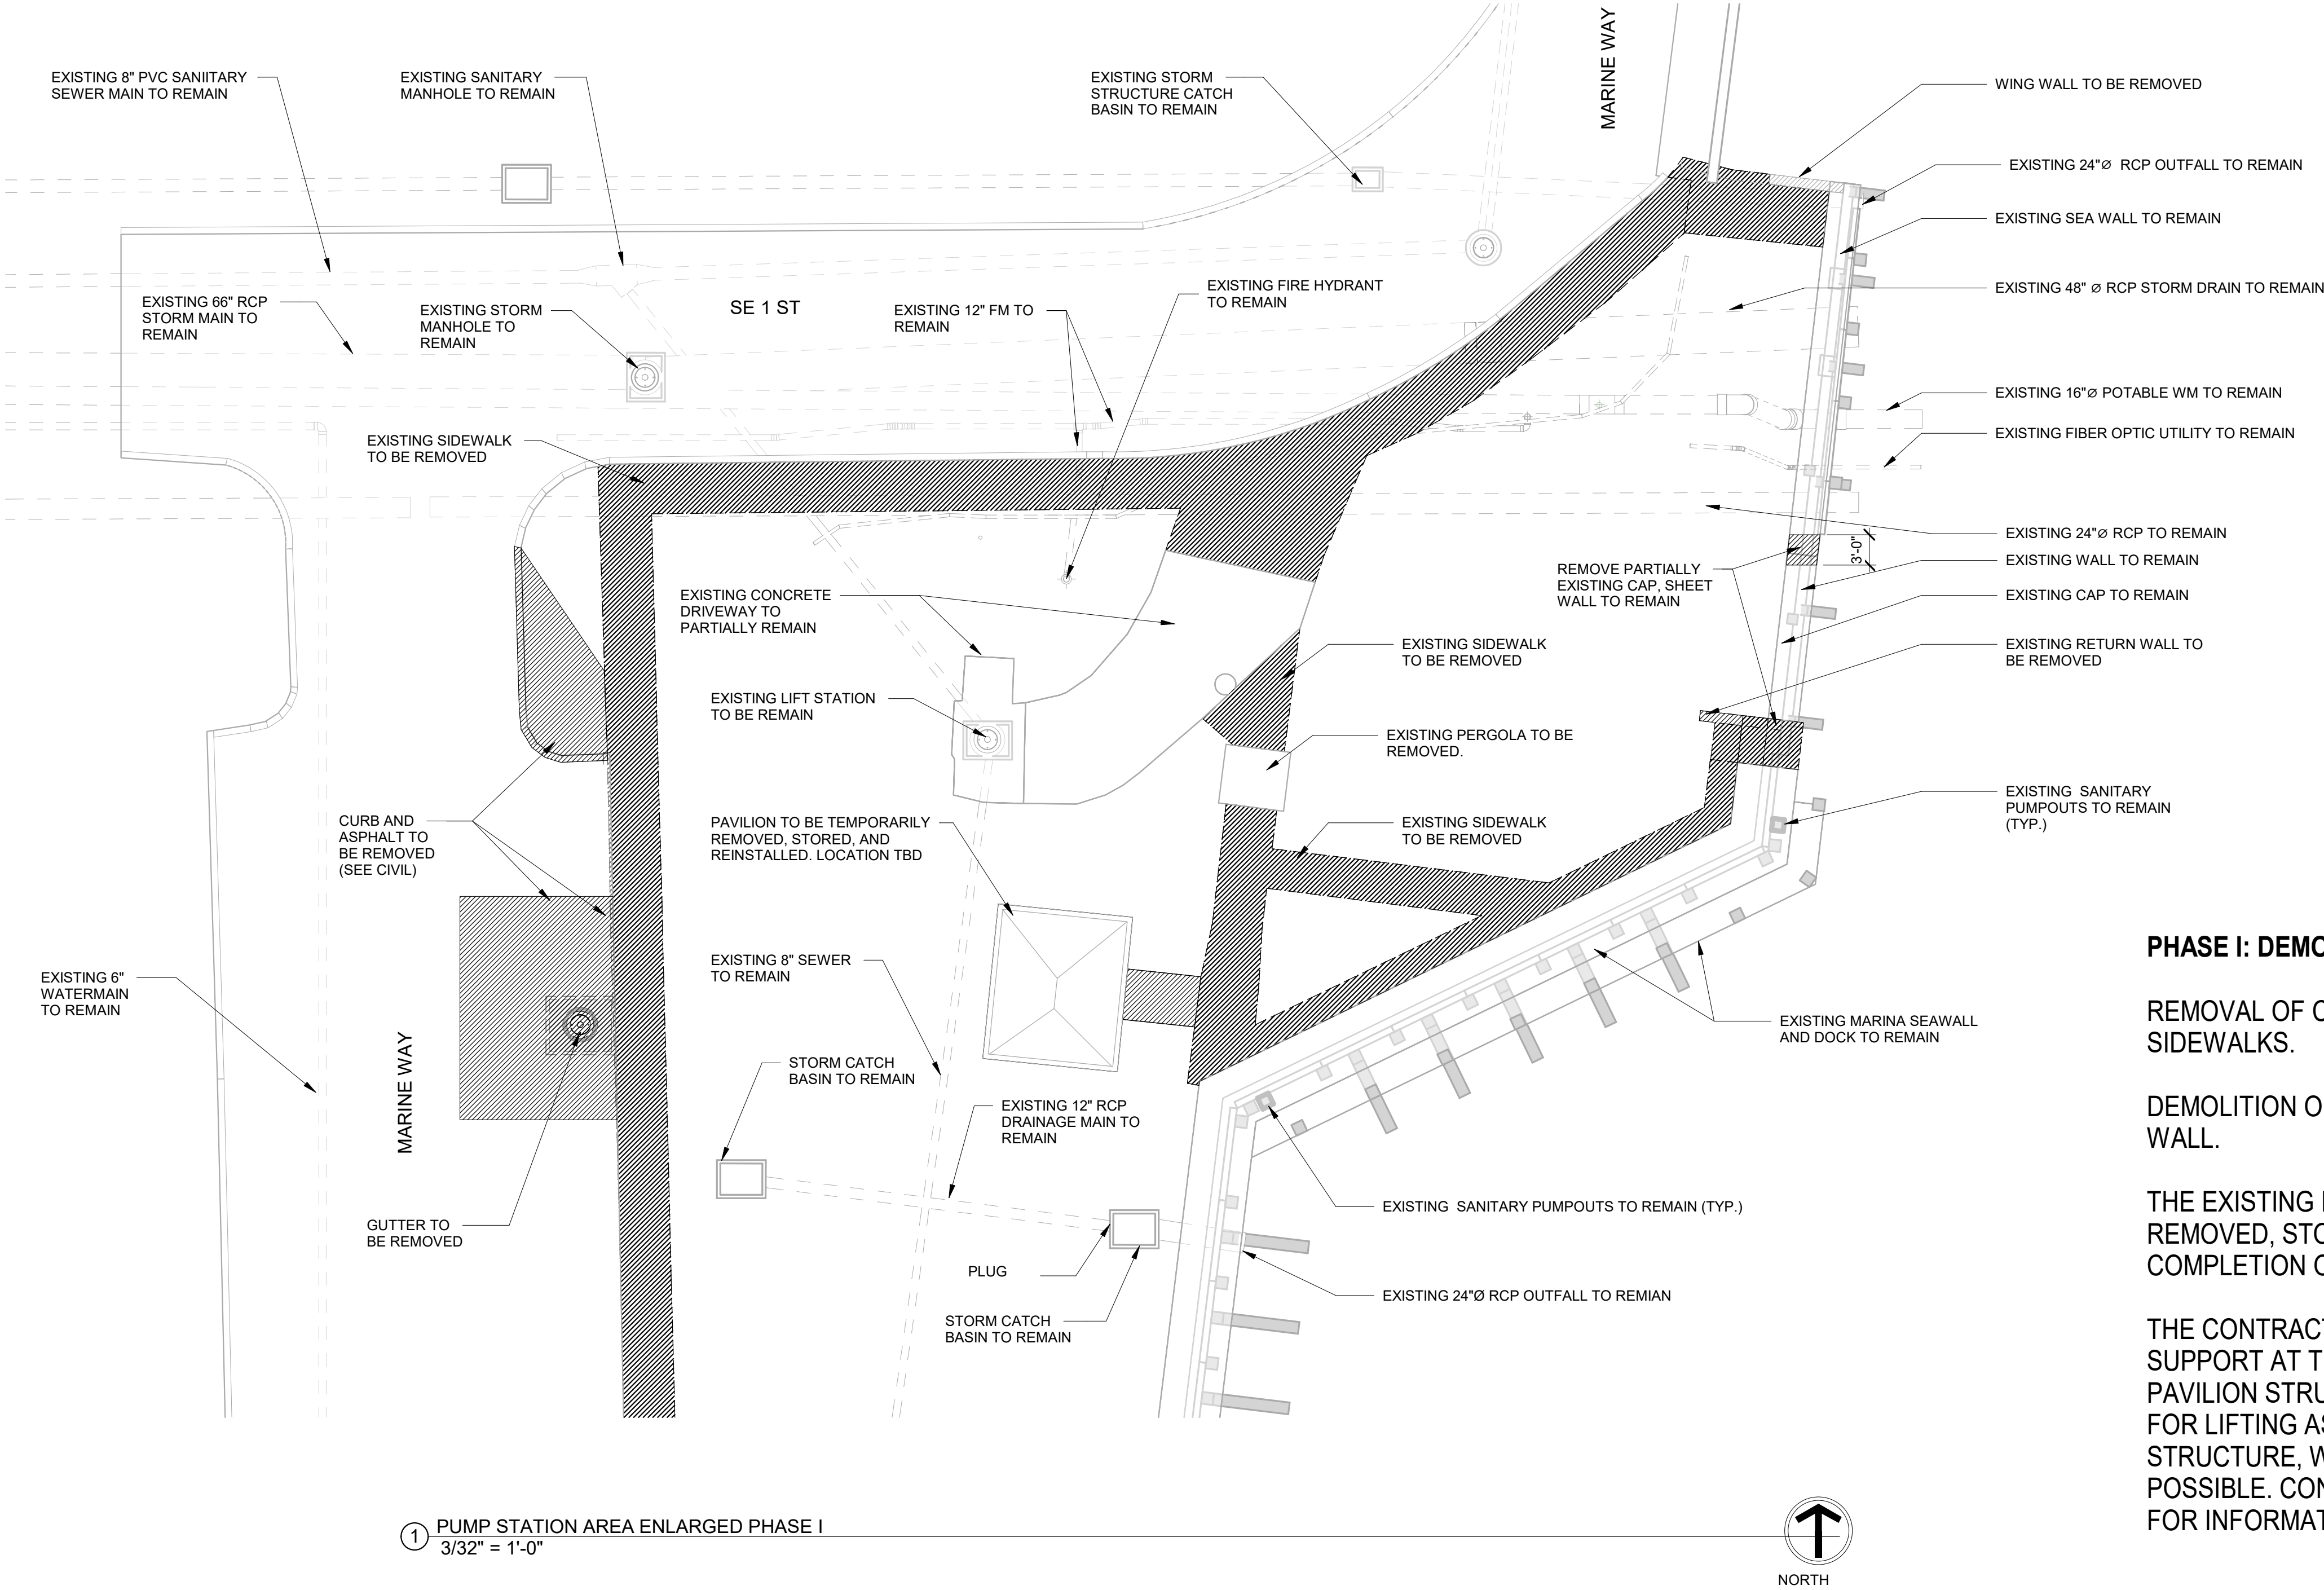 MARINE WAY
EXISTING 8" PVC SANIITARY
SEWER MAIN TO REMAIN
EXISTING SANITARY
MANHOLE TO REMAIN
EXISTING STORM
STRUCTURE CATCH
BASIN TO REMAIN
WING WALL TO BE REMOVED
EXISTING 24"Ø RCP OUTFALL TO REMAIN
EXISTING SEA WALL TO REMAIN
EXISTING 66" RCP
STORM MAIN TO
REMAIN
EXISTING STORM
MANHOLE TO
REMAIN
SE 1 ST
EXISTING 12" FM TO
REMAIN
EXISTING FIRE HYDRANT
TO REMAIN
EXISTING 48" Ø RCP STORM DRAIN TO REMAIN
EXISTING 16"Ø POTABLE WM TO REMAIN
EXISTING FIBER OPTIC UTILITY TO REMAIN
EXISTING SIDEWALK
TO BE REMOVED
EXISTING 24"Ø RCP TO REMAIN
3'-0"
EXISTING WALL TO REMAIN
REMOVE PARTIALLY
EXISTING CAP, SHEET
WALL TO REMAIN
EXISTING CAP TO REMAIN
EXISTING CONCRETE
DRIVEWAY TO
PARTIALLY REMAIN
EXISTING SIDEWALK
TO BE REMOVED
EXISTING RETURN WALL TO
BE REMOVED
EXISTING LIFT STATION
TO BE REMAIN
EXISTING PERGOLA TO BE
REMOVED.
EXISTING SANITARY
PUMPOUTS TO REMAIN
(TYP.)
CURB AND
ASPHALT TO
BE REMOVED
(SEE CIVIL)
PAVILION TO BE TEMPORARILY
REMOVED, STORED, AND
REINSTALLED. LOCATION TBD
EXISTING SIDEWALK
TO BE REMOVED
EXISTING 6"
WATERMAIN
TO REMAIN
EXISTING 8" SEWER
TO REMAIN
EXISTING MARINA SEAWALL
AND DOCK TO REMAIN
MARINE WAY
STORM CATCH
BASIN TO REMAIN
EXISTING 12" RCP
DRAINAGE MAIN TO
REMAIN
EXISTING SANITARY PUMPOUTS TO REMAIN (TYP.)
GUTTER TO
BE REMOVED
PLUG
EXISTING 24"Ø RCP OUTFALL TO REMIAN
STORM CATCH
BASIN TO REMAIN
PHASE I:
SIDEWALKS.
REMOVAL OF
DEMOLITION
WALL.
THE EXISTING
REMOVED,
COMPLETION
THE
SUPPORT AT
PAVILION
FOR LIFTING
STRUCTURE,
POSSIBLE.
FOR
1
PUMP STATION AREA ENLARGED PHASE I
3/32" = 1'-0"
NORTH